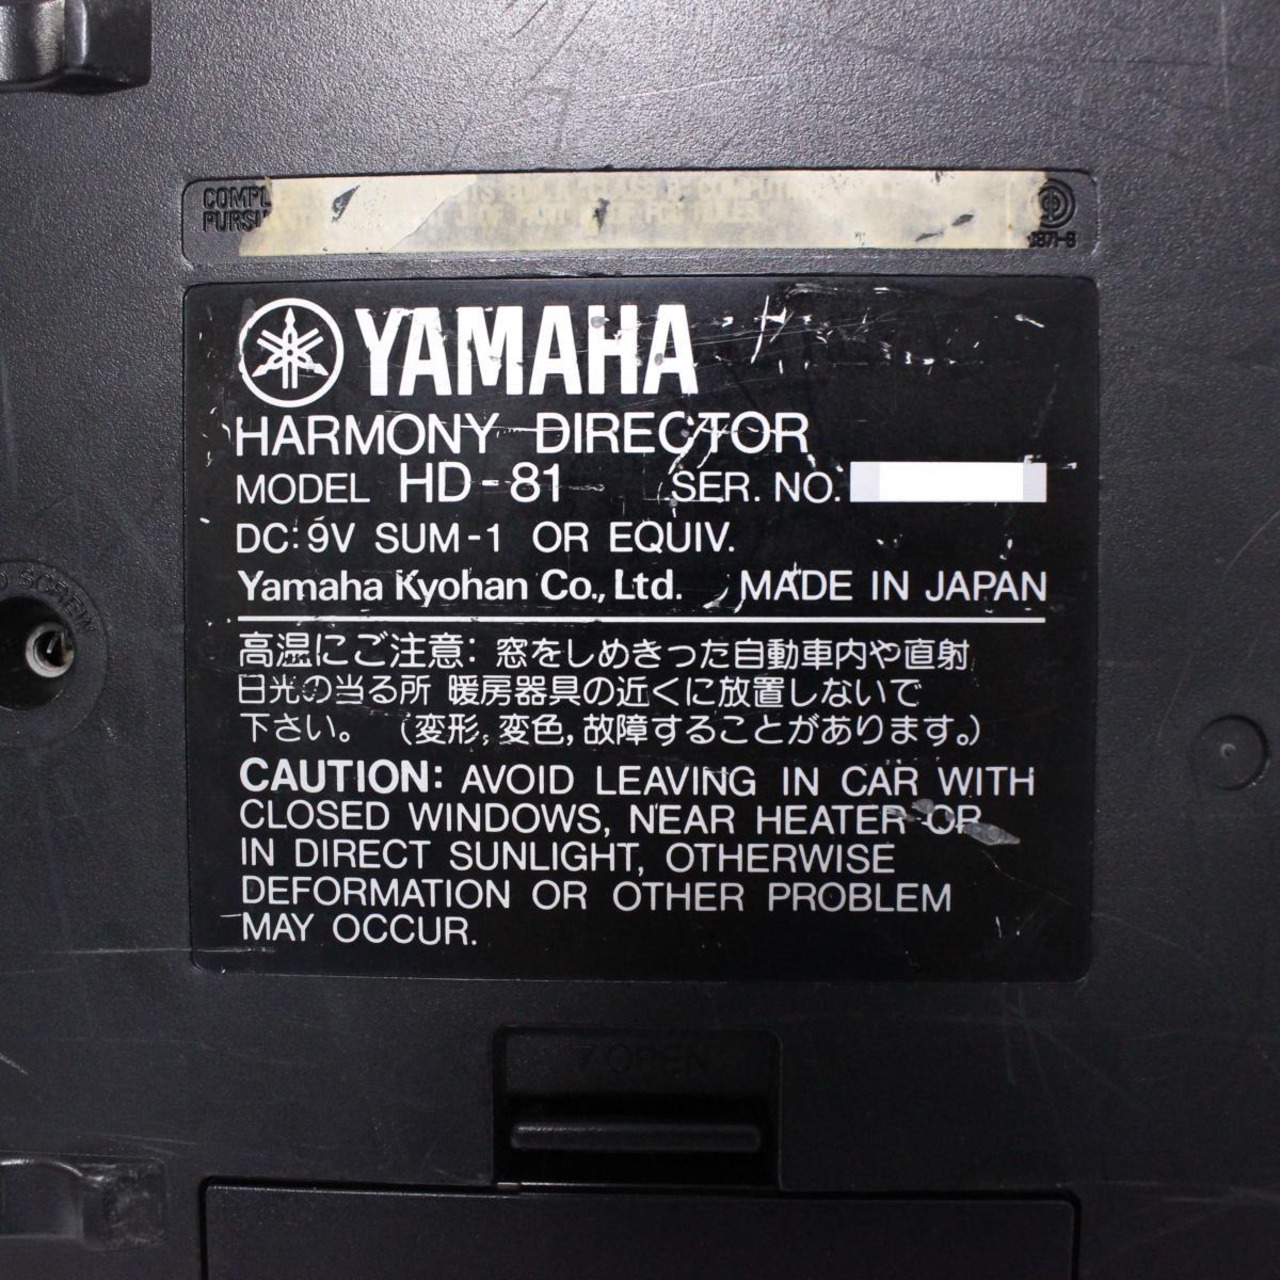 COMPL
PURSU
YAMAHA
HARMONY DIRECTOR
MODEL HD-81 SER. NO.
DC: 9V SUM-1 OR EQUIV.
Yamaha Kyohan Co., Ltd. MADE IN JAPAN
高温にご注意: 窓をしめきった自動車内や直射
日光の当る所 暖房器具の近くに放置しないで
下さい。(変形, 変色, 故障することがあります。)
CAUTION: AVOID LEAVING IN CAR WITH
CLOSED WINDOWS, NEAR HEATER OR
IN DIRECT SUNLIGHT, OTHERWISE
DEFORMATION OR OTHER PROBLEM
MAY OCCUR.
OPEN